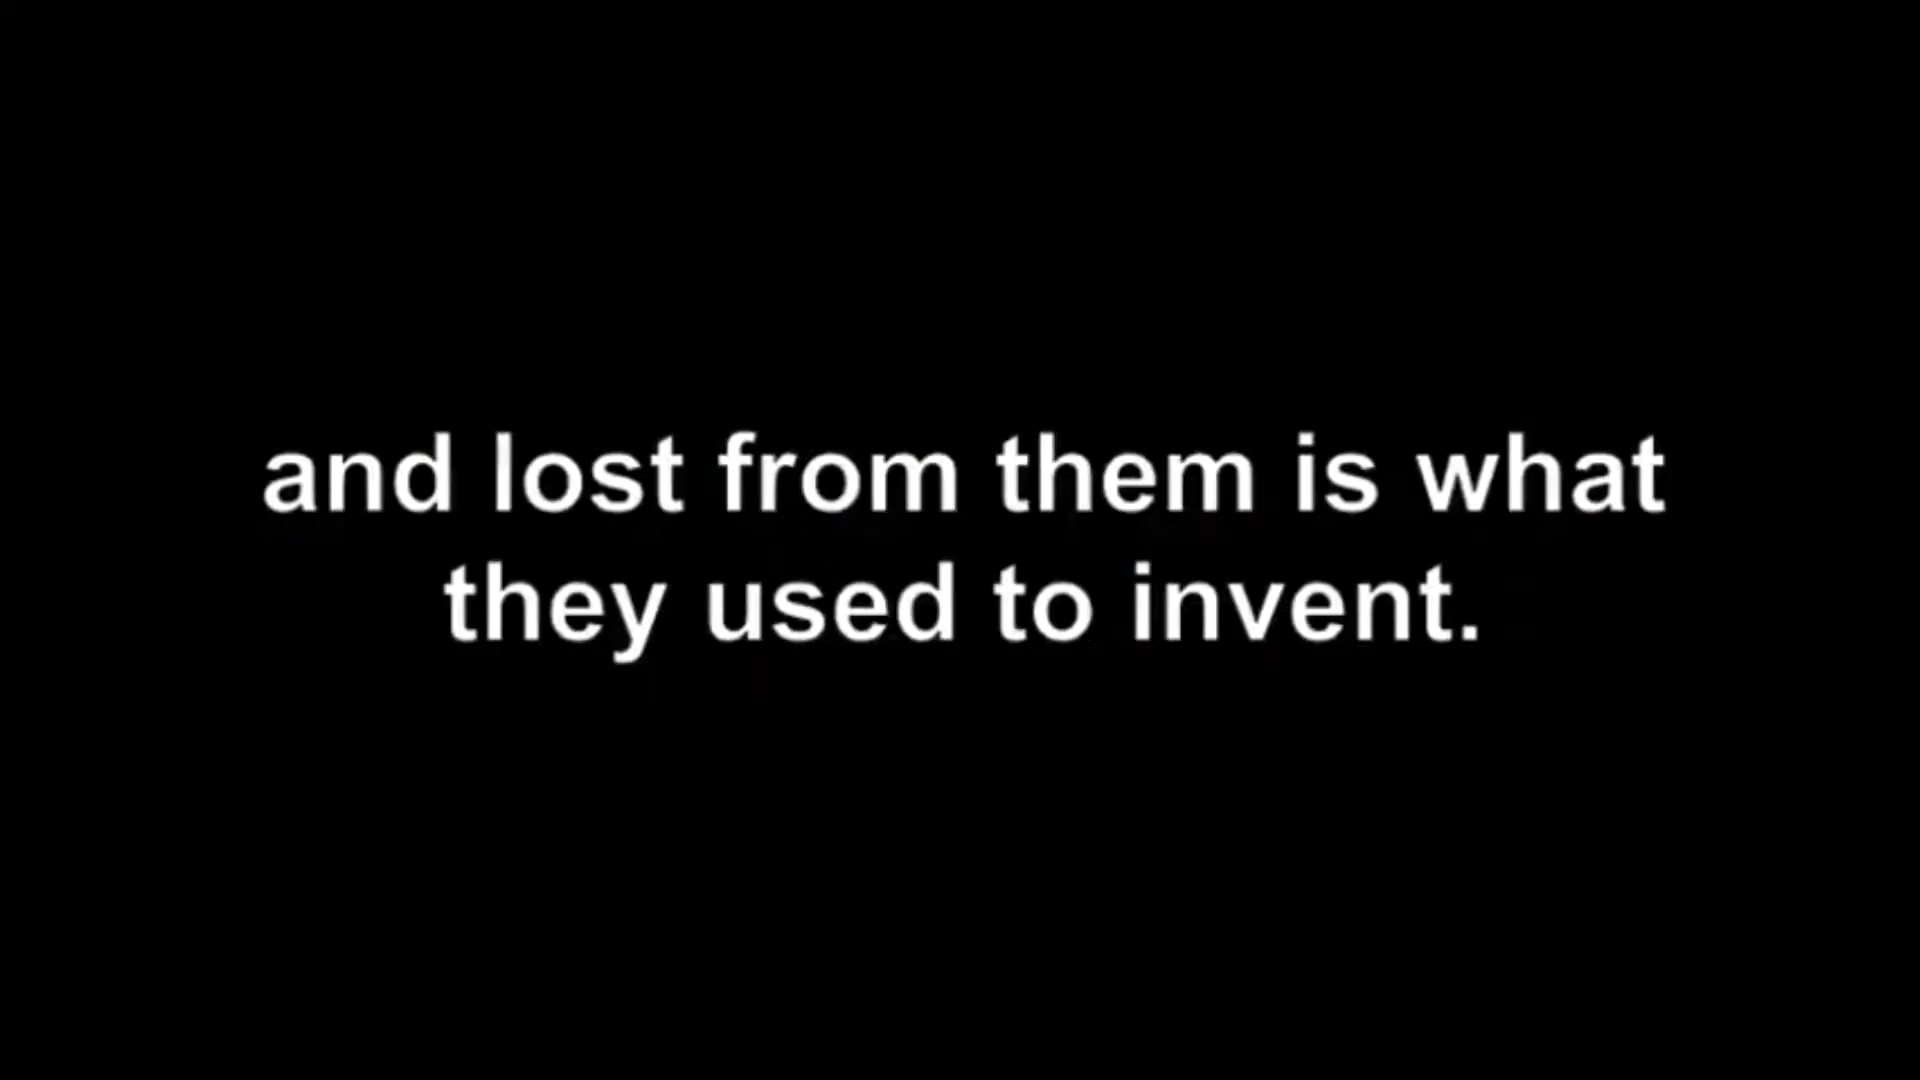 and lost from them is what
they used to invent.